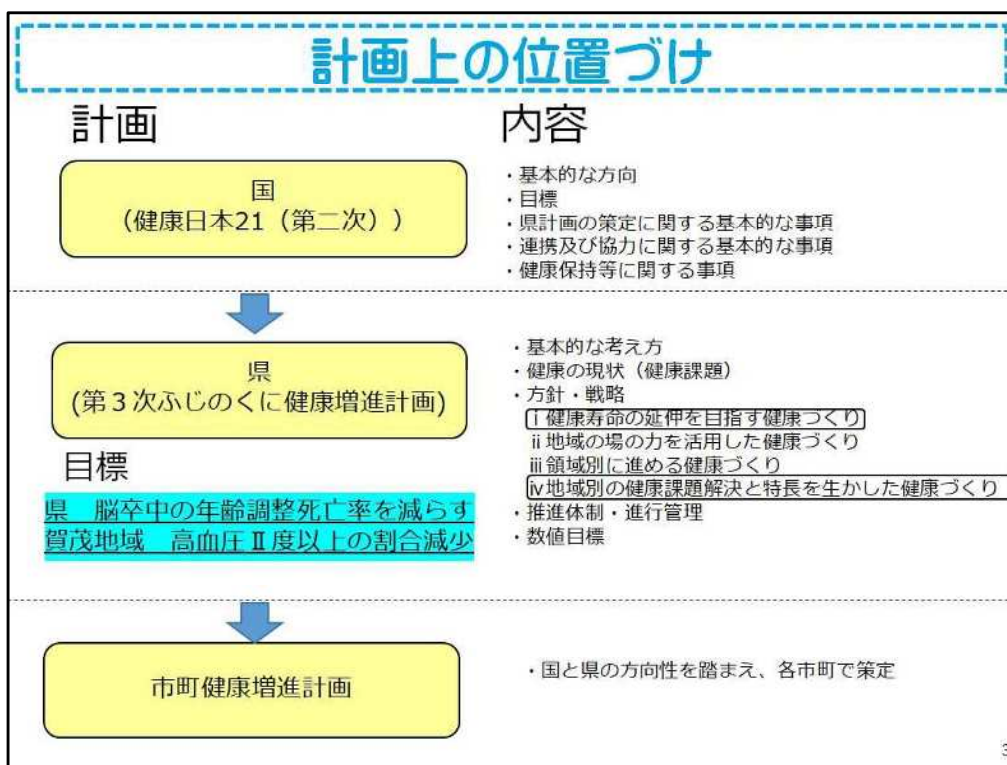 計画上の位置づけ
計画
内容
国
(健康日本21（第二次）)
・基本的な方向
・目標
・県計画の策定に関する基本的な事項
・連携及び協力に関する基本的な事項
・健康保持等に関する事項
県
(第３次ふじのくに健康増進計画)
・基本的な考え方
・健康の現状（健康課題）
・方針・戦略
ⅰ健康寿命の延伸を目指す健康づくり
ⅱ地域の場の力を活用した健康づくり
ⅲ領域別に進める健康づくり
ⅳ地域別の健康課題解決と特長を生かした健康づくり
・推進体制・進行管理
・数値目標
目標
県　脳卒中の年齢調整死亡率を減らす
賀茂地域　高血圧Ⅱ度以上の割合減少
市町健康増進計画
・国と県の方向性を踏まえ、各市町で策定
3